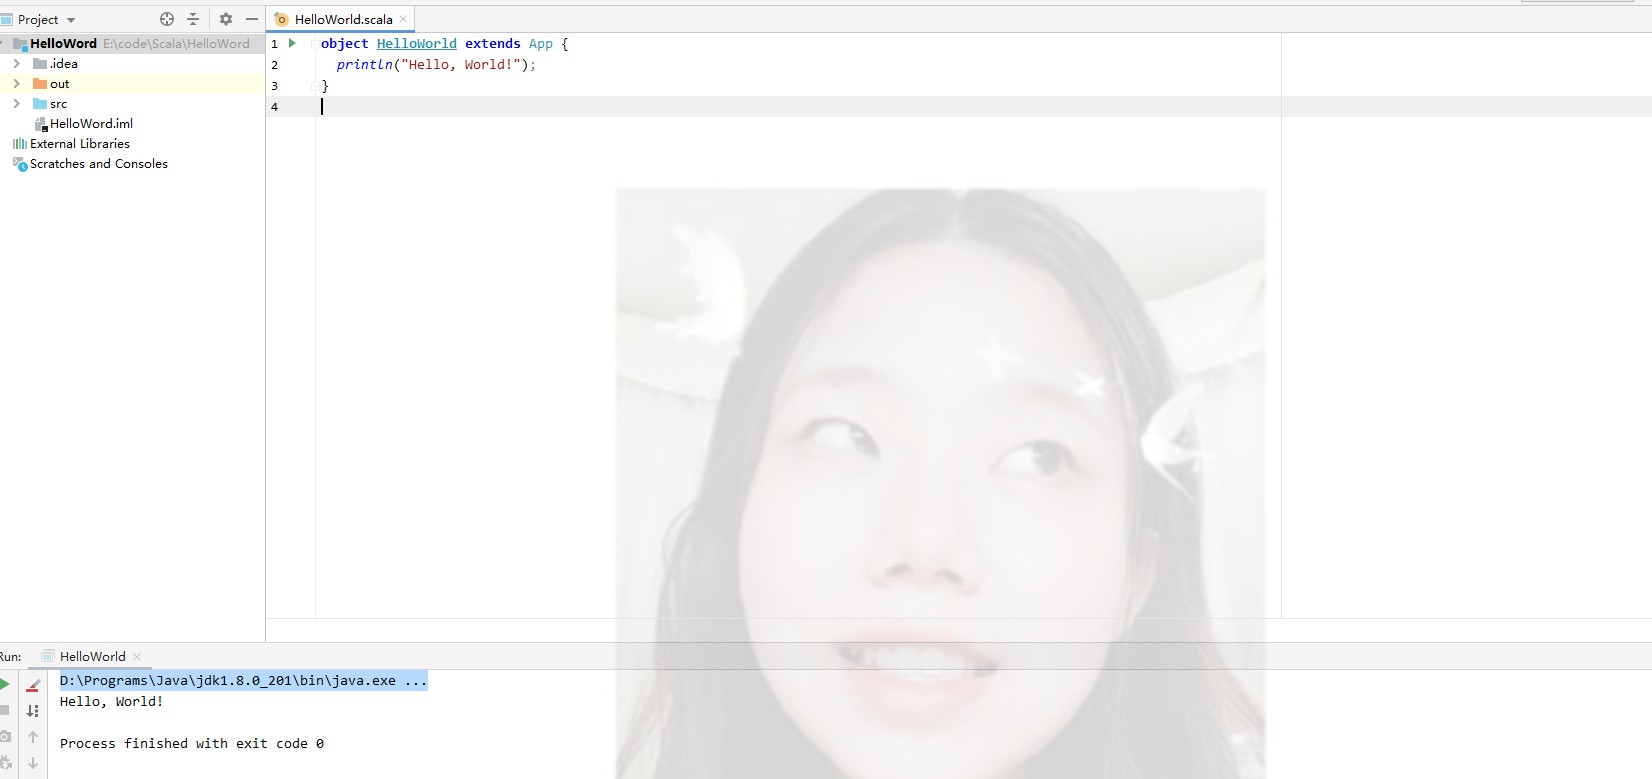 Project
HelloWorld.scala
HelloWord E:\code\Scala\HelloWord
.idea
out
src
HelloWord.iml
External Libraries
Scratches and Consoles
1 object HelloWorld extends App {
2 println("Hello, World!");
3 }
4
Run: HelloWorld
D:\Programs\Java\jdk1.8.0_201\bin\java.exe ...
Hello, World!
Process finished with exit code 0